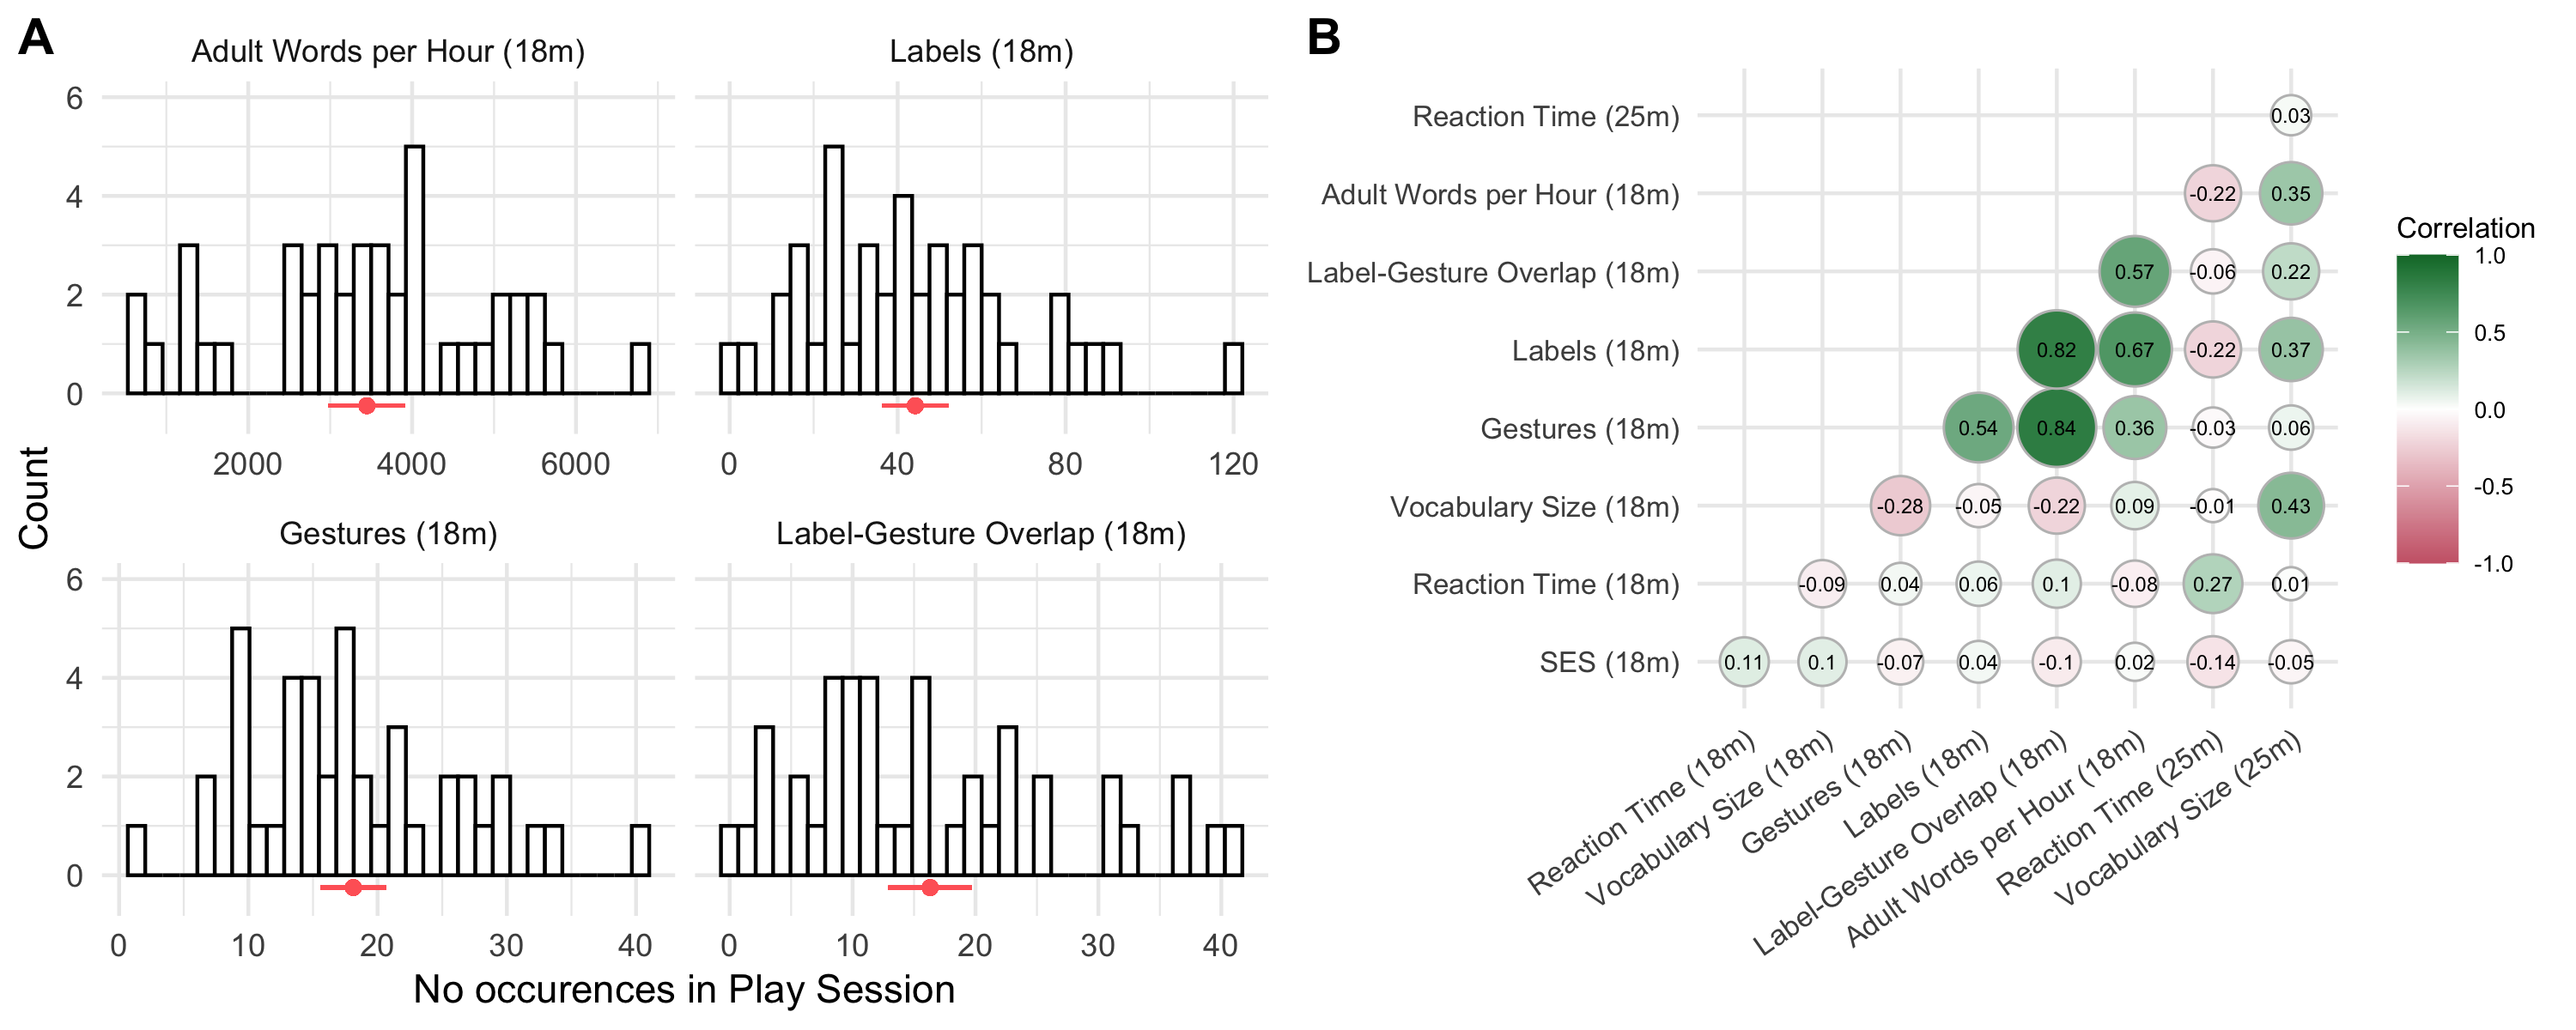 A
Adult Words per Hour (18m)
Labels (18m)
6
4
2
0
2000 4000 6000
0 40 80 120
Count
Gestures (18m)
Label-Gesture Overlap (18m)
6
4
2
0
0 10 20 30 40
0 10 20 30 40
No occurences in Play Session
B
Reaction Time (25m) 0.03
Adult Words per Hour (18m) -0.22 0.35
Label-Gesture Overlap (18m) 0.57 -0.06 0.22
Labels (18m) 0.82 0.67 -0.22 0.37
Gestures (18m) 0.54 0.84 0.36 -0.03 0.06
Vocabulary Size (18m) -0.28 -0.05 -0.22 0.09 -0.01 0.43
Reaction Time (18m) -0.09 0.04 0.06 0.1 -0.08 0.27 0.01
SES (18m) 0.11 0.1 -0.07 0.04 -0.1 0.02 -0.14 -0.05
Reaction Time (18m)
Vocabulary Size (18m)
Gestures (18m)
Labels (18m)
Label-Gesture Overlap (18m)
Adult Words per Hour (18m)
Reaction Time (25m)
Vocabulary Size (25m)
Correlation
1.0
0.5
0.0
-0.5
-1.0